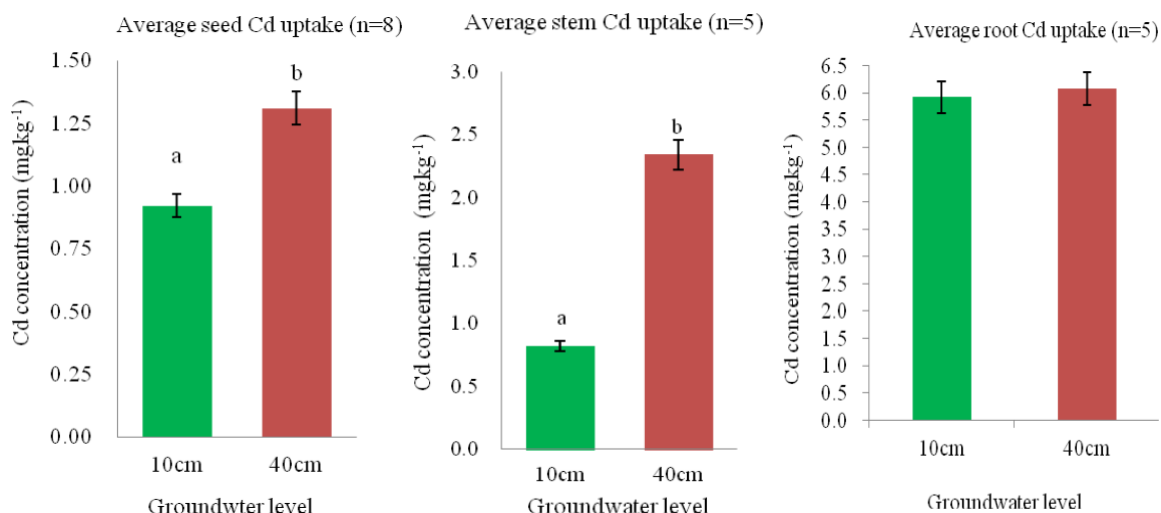 Average seed Cd uptake (n=8)
Cd concentration (mgkg⁻¹)
1.50
1.25
1.00
0.75
0.50
0.25
0.00
a
b
10cm 40cm
Groundwter level
Average stem Cd uptake (n=5)
Cd concentration (mgkg⁻¹)
3.0
2.5
2.0
1.5
1.0
0.5
0.0
a
b
10cm 40cm
Groundwater level
Average root Cd uptake (n=5)
Cd concentration (mgkg⁻¹)
6.5
6.0
5.5
5.0
4.5
4.0
3.5
3.0
2.5
2.0
1.5
1.0
0.5
0.0
10cm 40cm
Groundwater level